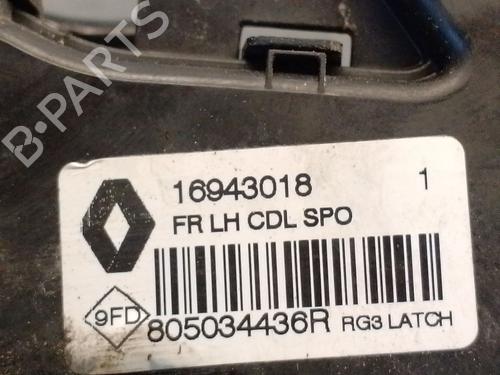 B-PARTS
16943018 1
FR LH CDL SPO
9FD
805034436R RG3 LATCH